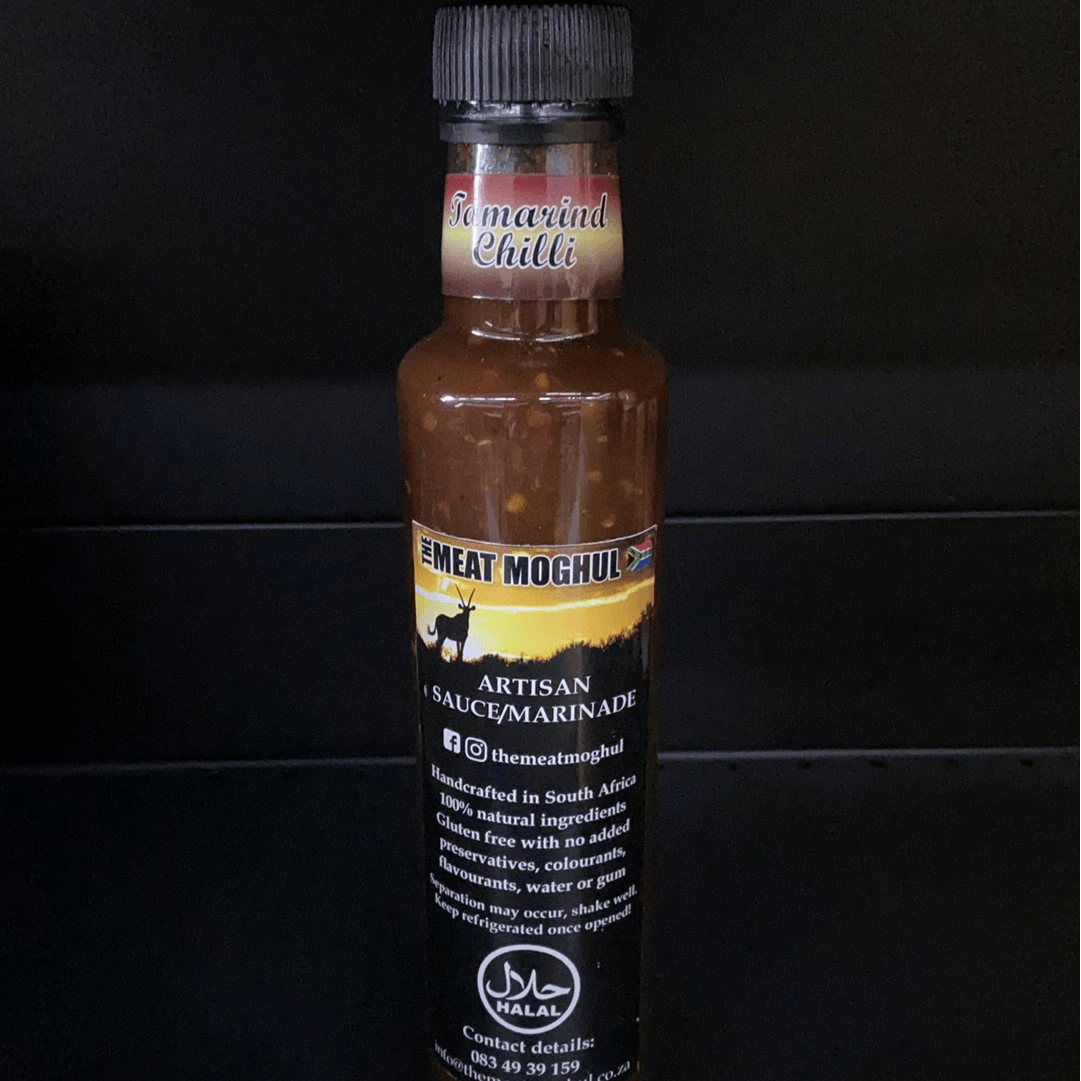 Tamarind
Chilli
THE MEAT MOGHUL
ARTISAN
SAUCE/MARINADE
themeatmoghul
Handcrafted in South Africa
100% natural ingredients
Gluten free with no added
preservatives, colourants,
flavourants, water or gum
Separation may occur, shake well.
Keep refrigerated once opened!
حلال
HALAL
Contact details:
083 49 39 159